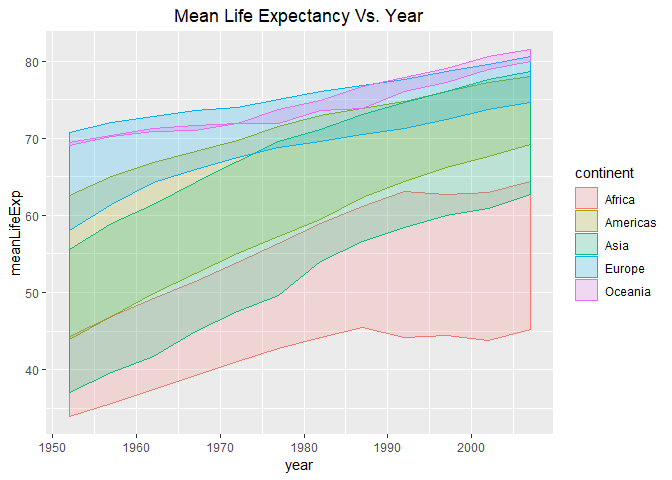 Mean Life Expectancy Vs. Year
meanLifeExp
80
70
60
50
40
1950
1960
1970
1980
1990
2000
year
continent
Africa
Americas
Asia
Europe
Oceania